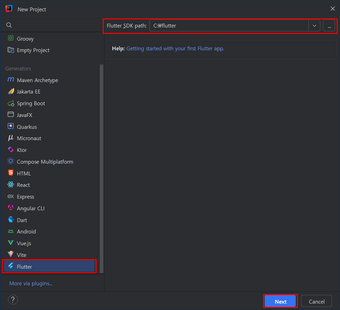 New Project
Flutter SDK path: C:#flutter
Groovy
Empty Project
Help: Getting started with your first Flutter app.
Generators
Maven Archetype
Jakarta EE
Spring Boot
JavaFX
Quarkus
Micronaut
Ktor
Compose Multiplatform
HTML
React
Express
Angular CLI
Dart
Android
Vue.js
Vite
Flutter
More via plugins...
? Next Cancel